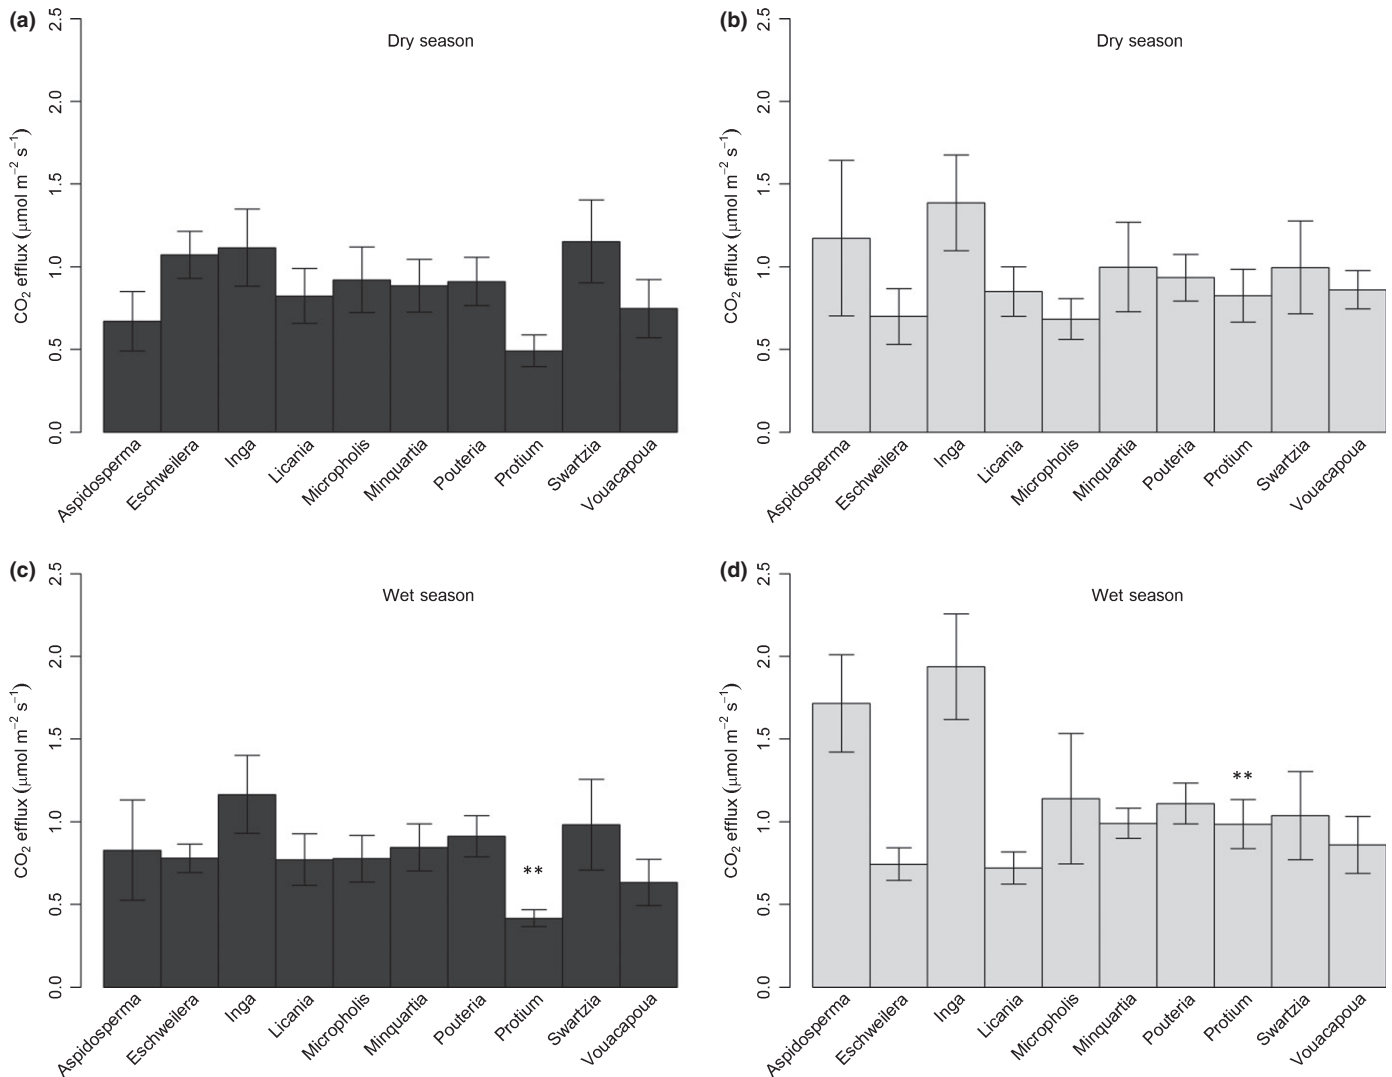 (a)
Dry season
CO₂ efflux (μmol m⁻² s⁻¹)
0.0 0.5 1.0 1.5 2.0 2.5
Aspidosperma
Eschweilera
Inga
Licania
Micropholis
Minquartia
Pouteria
Protium
Swartzia
Vouacapoua
(b)
Dry season
CO₂ efflux (μmol m⁻² s⁻¹)
0.0 0.5 1.0 1.5 2.0 2.5
Aspidosperma
Eschweilera
Inga
Licania
Micropholis
Minquartia
Pouteria
Protium
Swartzia
Vouacapoua
(c)
Wet season
CO₂ efflux (μmol m⁻² s⁻¹)
0.0 0.5 1.0 1.5 2.0 2.5
**
Aspidosperma
Eschweilera
Inga
Licania
Micropholis
Minquartia
Pouteria
Protium
Swartzia
Vouacapoua
(d)
Wet season
CO₂ efflux (μmol m⁻² s⁻¹)
0.0 0.5 1.0 1.5 2.0 2.5
**
Aspidosperma
Eschweilera
Inga
Licania
Micropholis
Minquartia
Pouteria
Protium
Swartzia
Vouacapoua